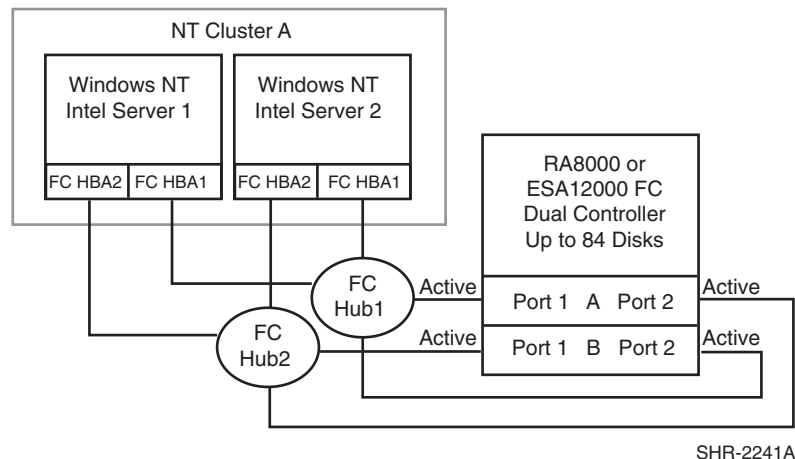 NT Cluster A
Windows NT
Intel Server 1
Windows NT
Intel Server 2
FC HBA2
FC HBA1
FC HBA2
FC HBA1
RA8000 or
ESA12000 FC
Dual Controller
Up to 84 Disks
FC
Hub1
Active
Port 1 A Port 2
Active
FC
Hub2
Active
Port 1 B Port 2
Active
SHR-2241A